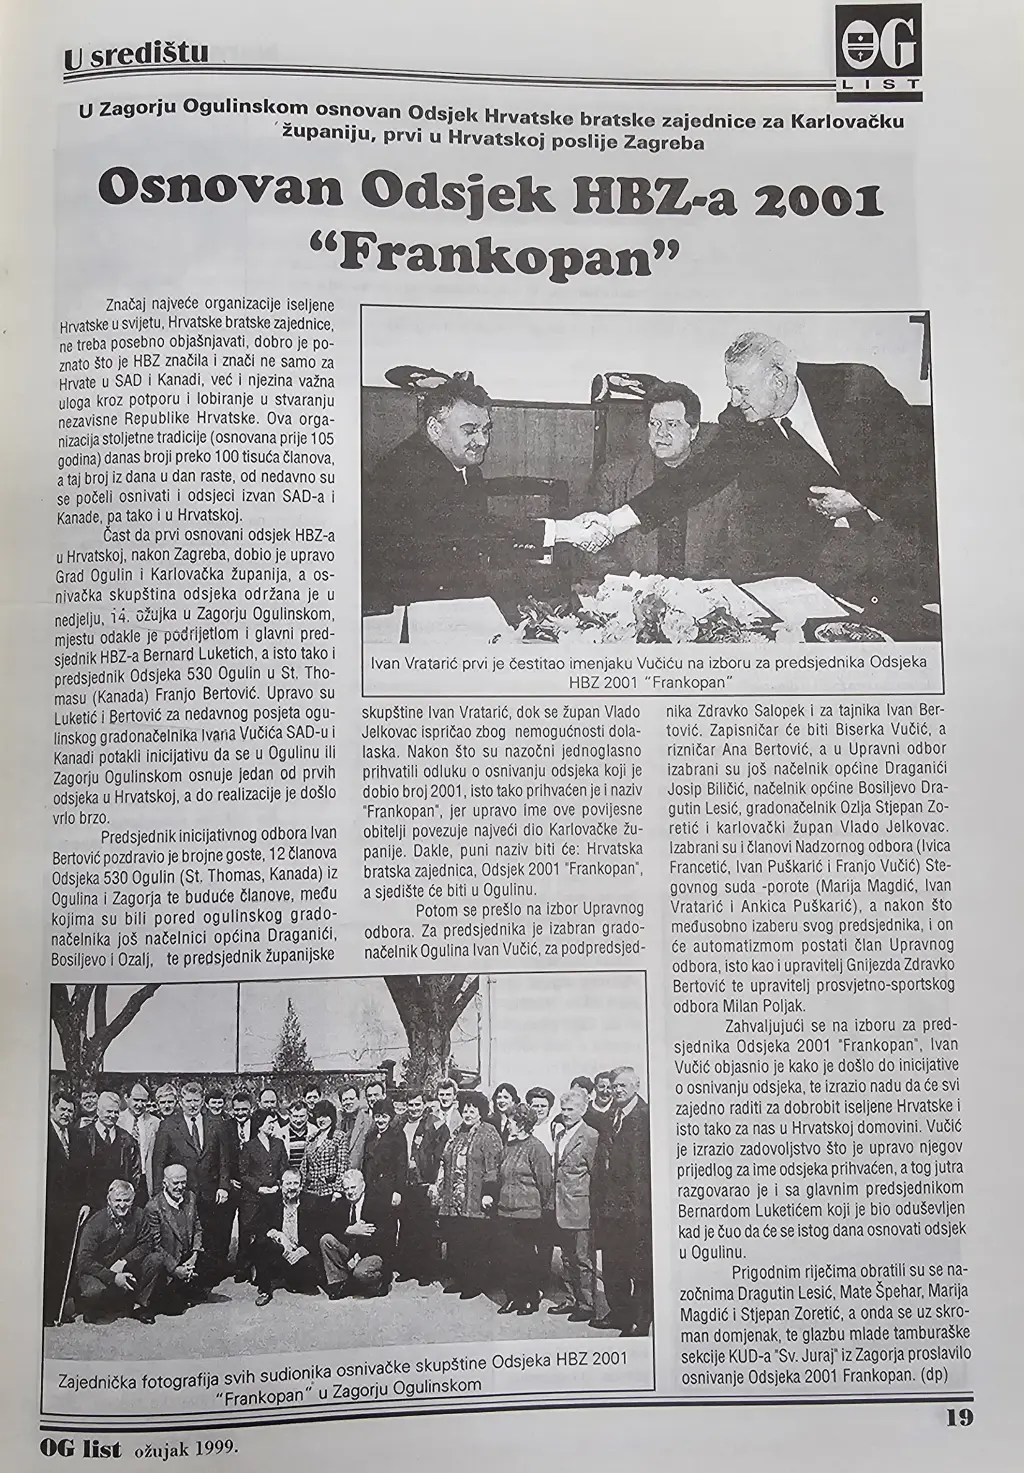 U središtu
OG
LIST
U Zagorju Ogulinskom osnovan Odsjek Hrvatske bratske zajednice za Karlovačku
županiju, prvi u Hrvatskoj poslije Zagreba
Osnovan Odsjek HBZ-a 2001
“Frankopan”
Značaj najveće organizacije iseljene
Hrvatske u svijetu, Hrvatske bratske zajednice,
ne treba posebno objašnjavati, dobro je po-
znato što je HBZ značila i znači ne samo za
Hrvate u SAD i Kanadi, već i njezina važna
uloga kroz potporu i lobiranje u stvaranju
nezavisne Republike Hrvatske. Ova orga-
nizacija stoljetne tradicije (osnovana prije 105
godina) danas broji preko 100 tisuća članova,
a taj broj iz dana u dan raste, od nedavno su
se počeli osnivati i odsjeci izvan SAD-a i
Kanade, pa tako i u Hrvatskoj.
Čast da prvi osnovani odsjek HBZ-a
u Hrvatskoj, nakon Zagreba, dobio je upravo
Grad Ogulin i Karlovačka županija, a os-
nivačka skupština odsjeka održana je u
nedjelju, 14. ožujka u Zagorju Ogulinskom,
mjestu odakle je podrijetlom i glavni pred-
sjednik HBZ-a Bernard Luketich, a isto tako i
predsjednik Odsjeka 530 Ogulin u St. Tho-
masu (Kanada) Franjo Bertović. Upravo su
Luketić i Bertović za nedavnog posjeta ogu-
linskog gradonačelnika Ivana Vučića SAD-u i
Kanadi potakli inicijativu da se u Ogulinu ili
Zagorju Ogulinskom osnuje jedan od prvih
odsjeka u Hrvatskoj, a do realizacije je došlo
vrlo brzo.
Predsjednik inicijativnog odbora Ivan
Bertović pozdravio je brojne goste, 12 članova
Odsjeka 530 Ogulin (St. Thomas, Kanada) iz
Ogulina i Zagorja te buduće članove, među
kojima su bili pored ogulinskog grado-
načelnika još načelnici općina Draganići,
Bosiljevo i Ozalj, te predsjednik županijske
Ivan Vratarić prvi je čestitao imenjaku Vučiću na izboru za predsjednika Odsjeka
HBZ 2001 "Frankopan"
skupštine Ivan Vratarić, dok se župan Vlado
Jelkovac ispričao zbog nemogućnosti dola-
laska. Nakon što su nazočni jednoglasno
prihvatili odluku o osnivanju odsjeka koji je
dobio broj 2001, isto tako prihvaćen je i naziv
"Frankopan", jer upravo ime ove povijesne
obitelji povezuje najveći dio Karlovačke žu-
panije. Dakle, puni naziv biti će: Hrvatska
bratska zajednica, Odsjek 2001 "Frankopan",
a sjedište će biti u Ogulinu.
Potom se prešlo na izbor Upravnog
odbora. Za predsjednika je izabran grado-
načelnik Ogulina Ivan Vučić, za podpredsjed-
nika Zdravko Salopek i za tajnika Ivan Ber-
tović. Zapisničar će biti Biserka Vučić, a
rizničar Ana Bertović, a u Upravni odbor
izabrani su još načelnik općine Draganići
Josip Biličić, načelnik općine Bosiljevo Dra-
gutin Lesić, gradonačelnik Ozlja Stjepan Zo-
retić i karlovački župan Vlado Jelkovac.
Izabrani su i članovi Nadzornog odbora (Ivica
Francetić, Ivan Puškarić i Franjo Vučić) Ste-
govnog suda -porote (Marija Magdić, Ivan
Vratarić i Ankica Puškarić), a nakon što
međusobno izaberu svog predsjednika, i on
će automatizmom postati član Upravnog
odbora, isto kao i upravitelj Gnijezda Zdravko
Bertović te upravitelj prosvjetno-sportskog
odbora Milan Poljak.
Zahvaljujući se na izboru za pred-
sjednika Odsjeka 2001 "Frankopan", Ivan
Vučić objasnio je kako je došlo do inicijative
o osnivanju odsjeka, te izrazio nadu da će svi
zajedno raditi za dobrobit iseljene Hrvatske i
isto tako za nas u Hrvatskoj domovini. Vučić
je izrazio zadovoljstvo što je upravo njegov
prijedlog za ime odsjeka prihvaćen, a tog jutra
razgovarao je i sa glavnim predsjednikom
Bernardom Luketićem koji je bio oduševljen
kad je čuo da će se istog dana osnovati odsjek
u Ogulinu.
Prigodnim riječima obratili su se na-
zočnima Dragutin Lesić, Mate Špehar, Marija
Magdić i Stjepan Zoretić, a onda se uz skro-
man domjenak, te glazbu mlade tamburaške
sekcije KUD-a "Sv. Juraj" iz Zagorja proslavilo
osnivanje Odsjeka 2001 Frankopan. (dp)
Zajednička fotografija svih sudionika osnivačke skupštine Odsjeka HBZ 2001
"Frankopan" u Zagorju Ogulinskom
19
OG list ožujak 1999.